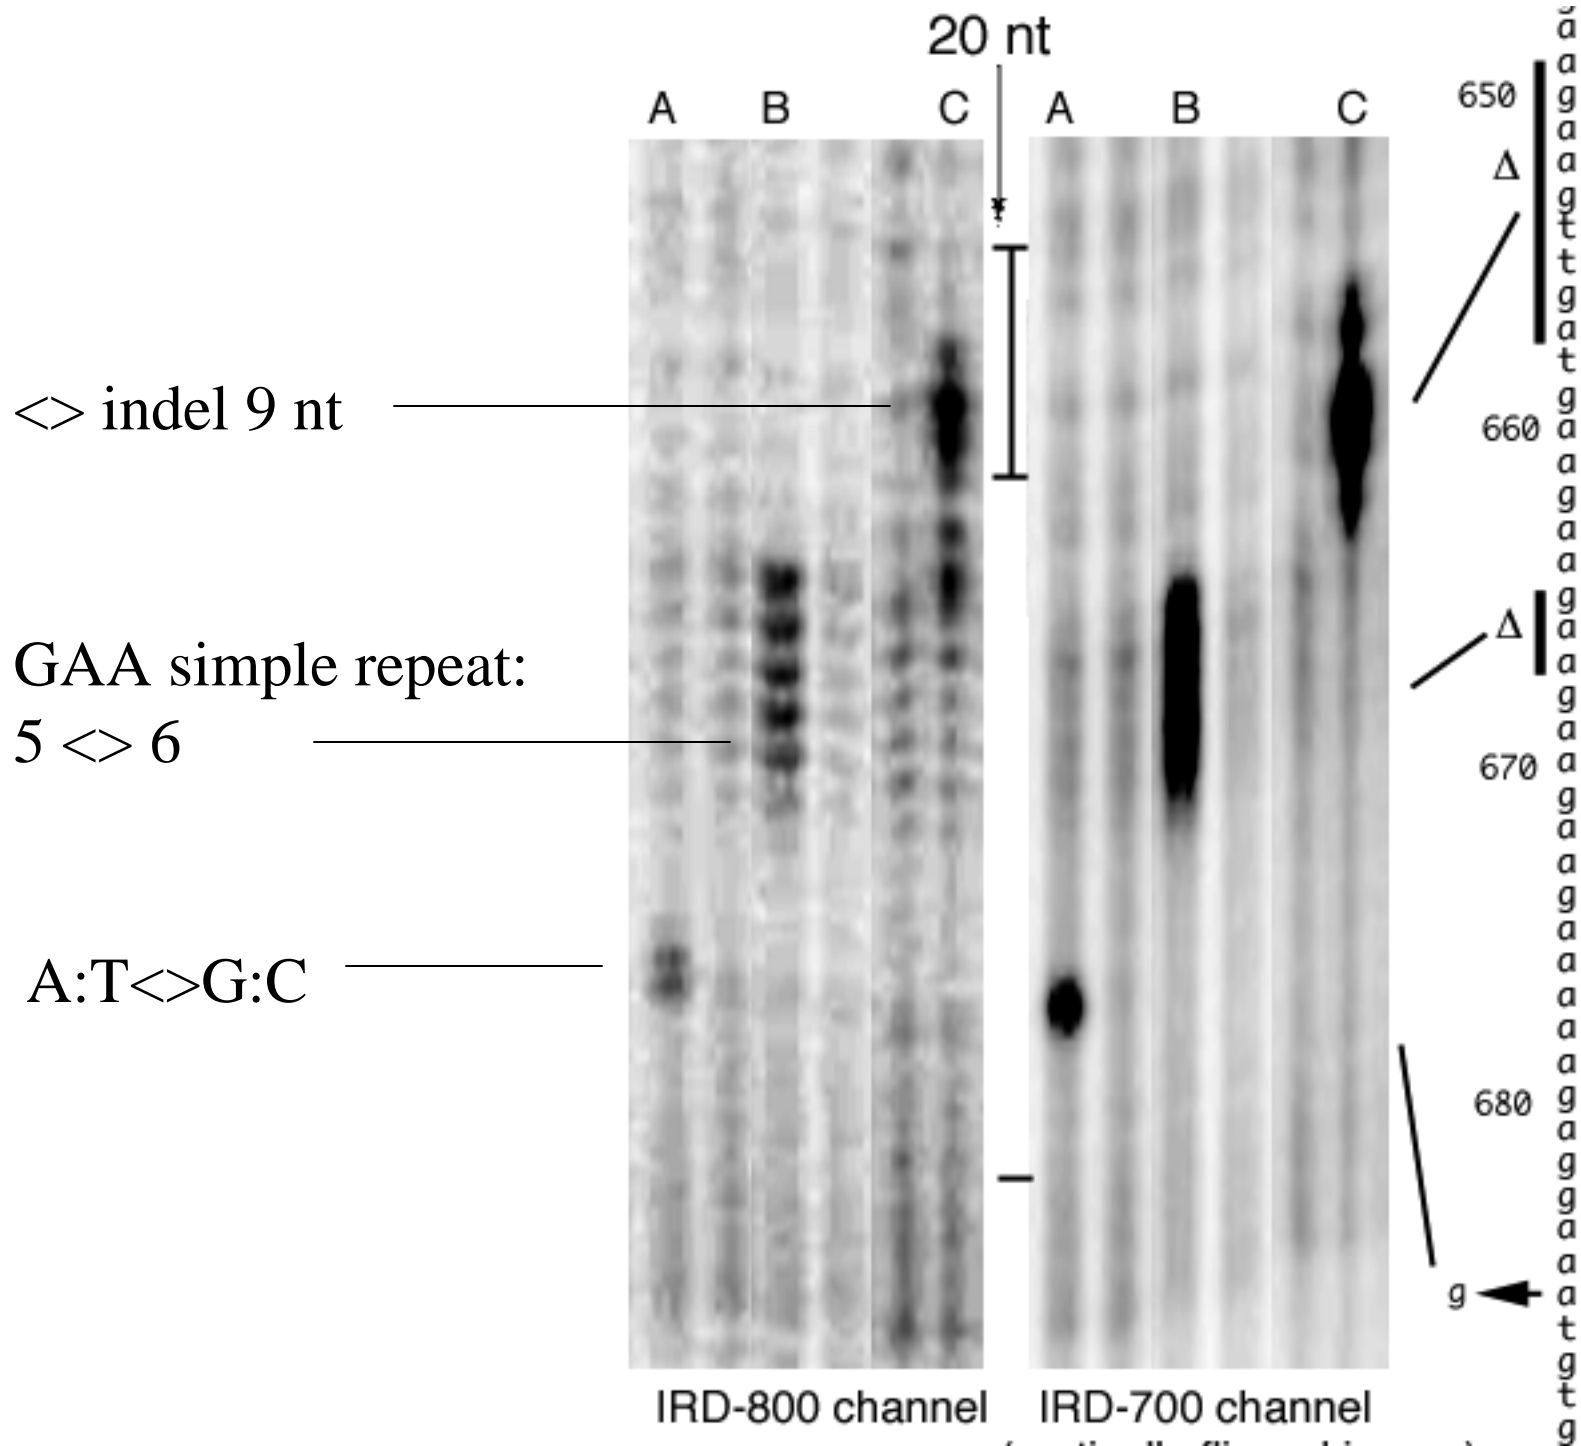 20 nt
A B C
A B C
<> indel 9 nt
GAA simple repeat:
5 <> 6
A:T<>G:C
IRD-800 channel
IRD-700 channel
650
Δ
660
Δ
670
680
g
a
a
g
a
a
g
t
t
g
a
t
g
a
a
g
a
a
g
a
a
g
a
a
g
a
a
g
a
a
a
a
a
g
a
g
g
a
a
a
t
g
t
g